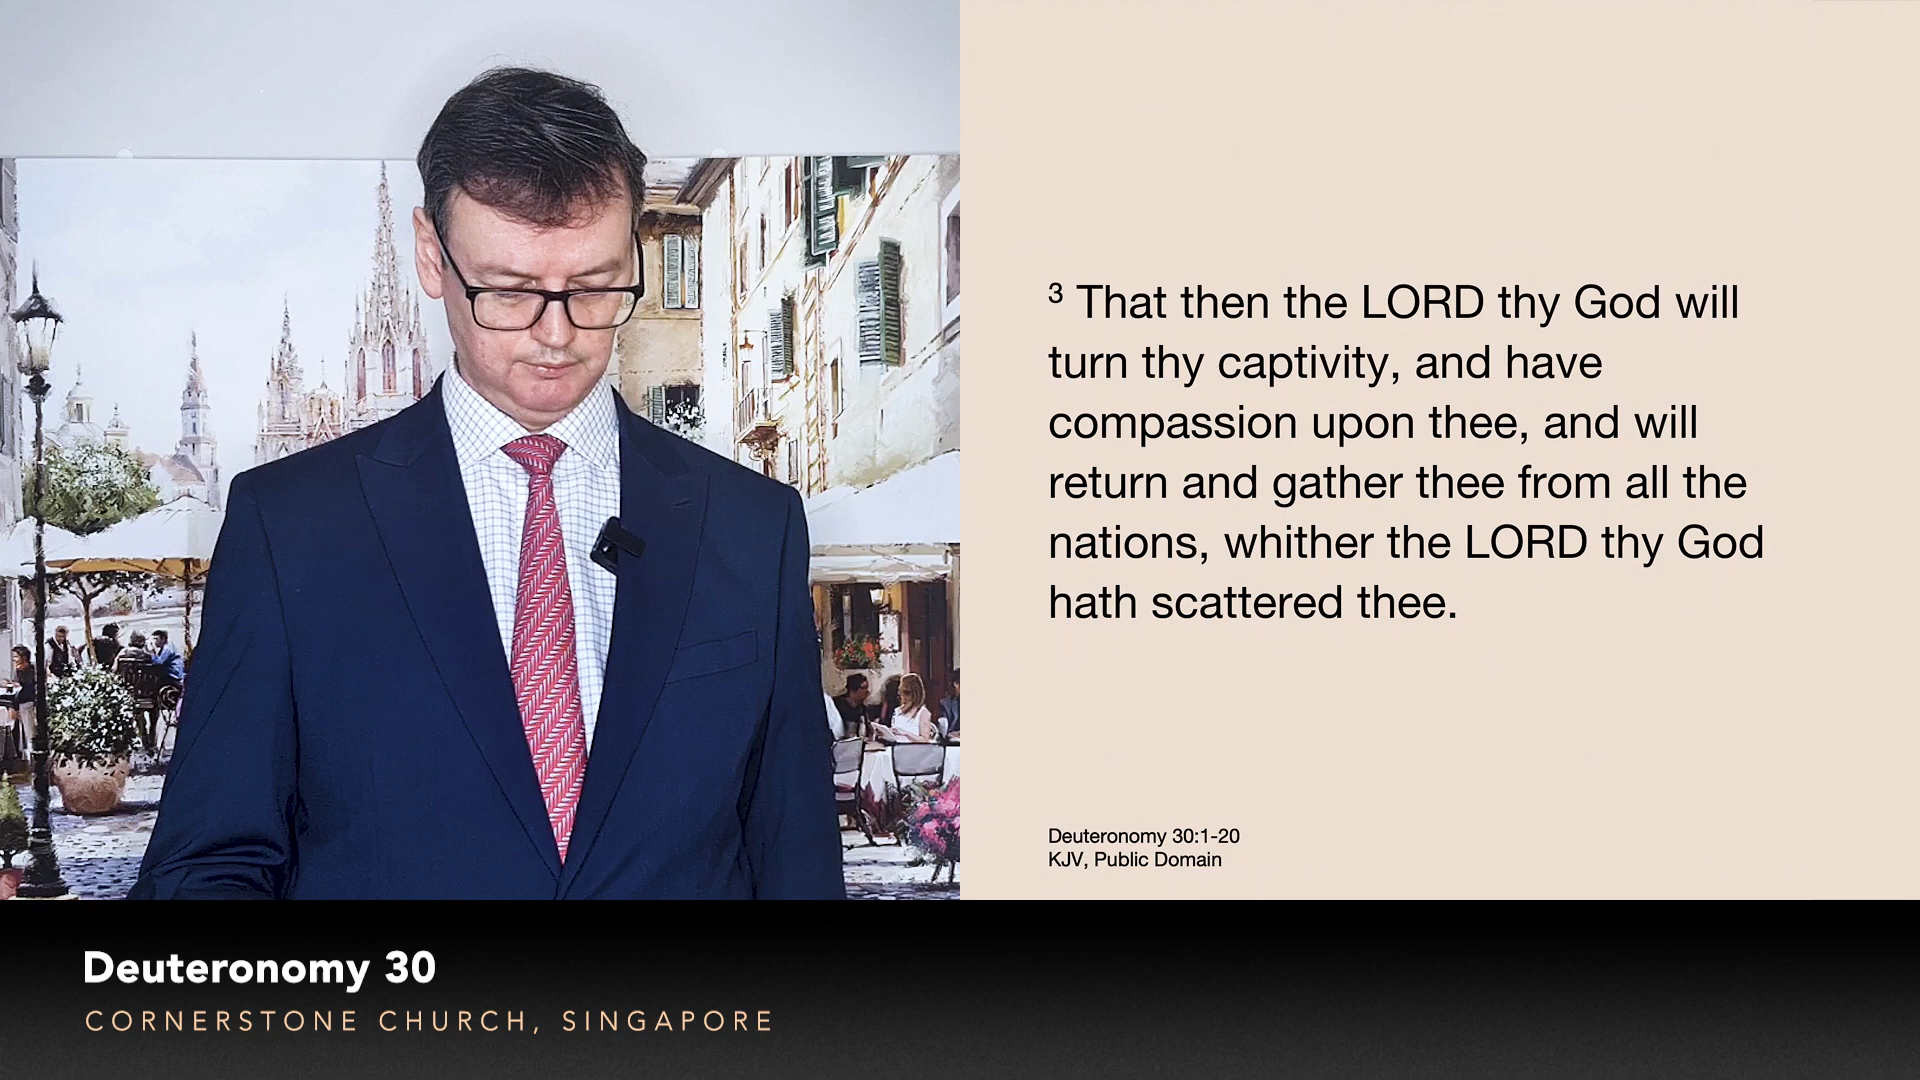 3 That then the LORD thy God will
turn thy captivity, and have
compassion upon thee, and will
return and gather thee from all the
nations, whither the LORD thy God
hath scattered thee.
Deuteronomy 30:1-20
KJV, Public Domain
Deuteronomy 30
CORNERSTONE CHURCH, SINGAPORE